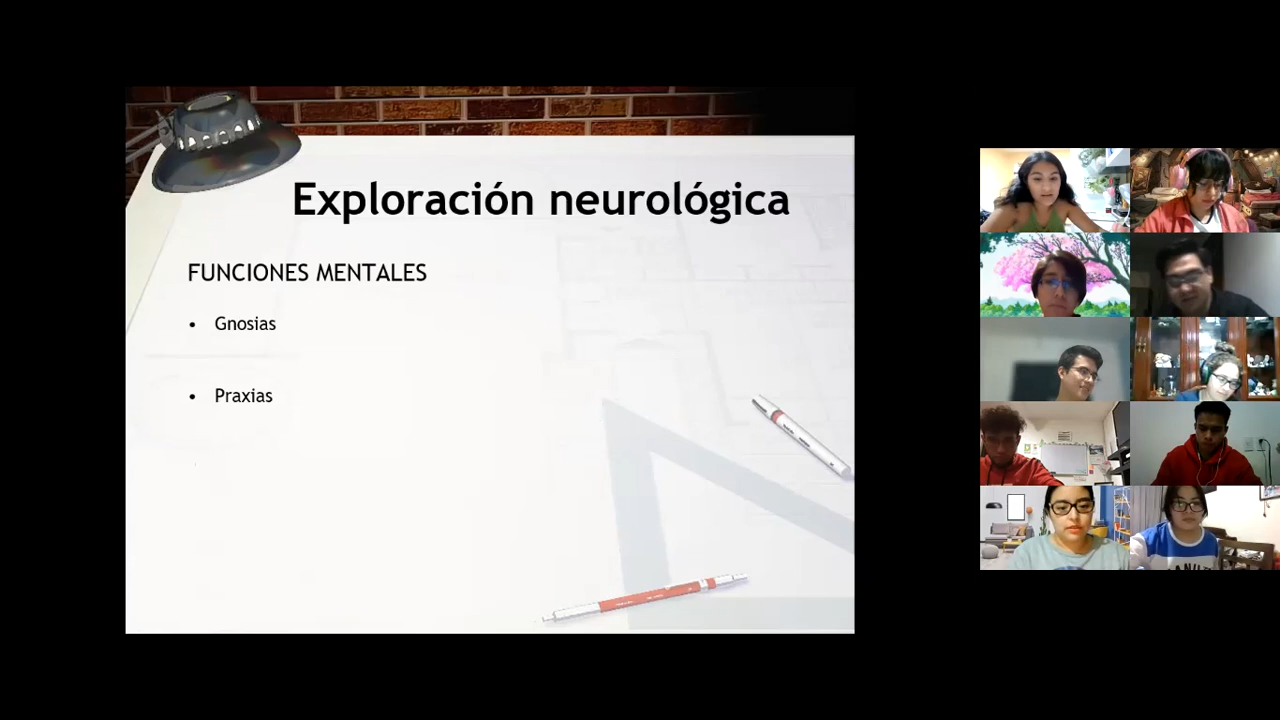 Exploración neurológica
FUNCIONES MENTALES
• Gnosias
• Praxias